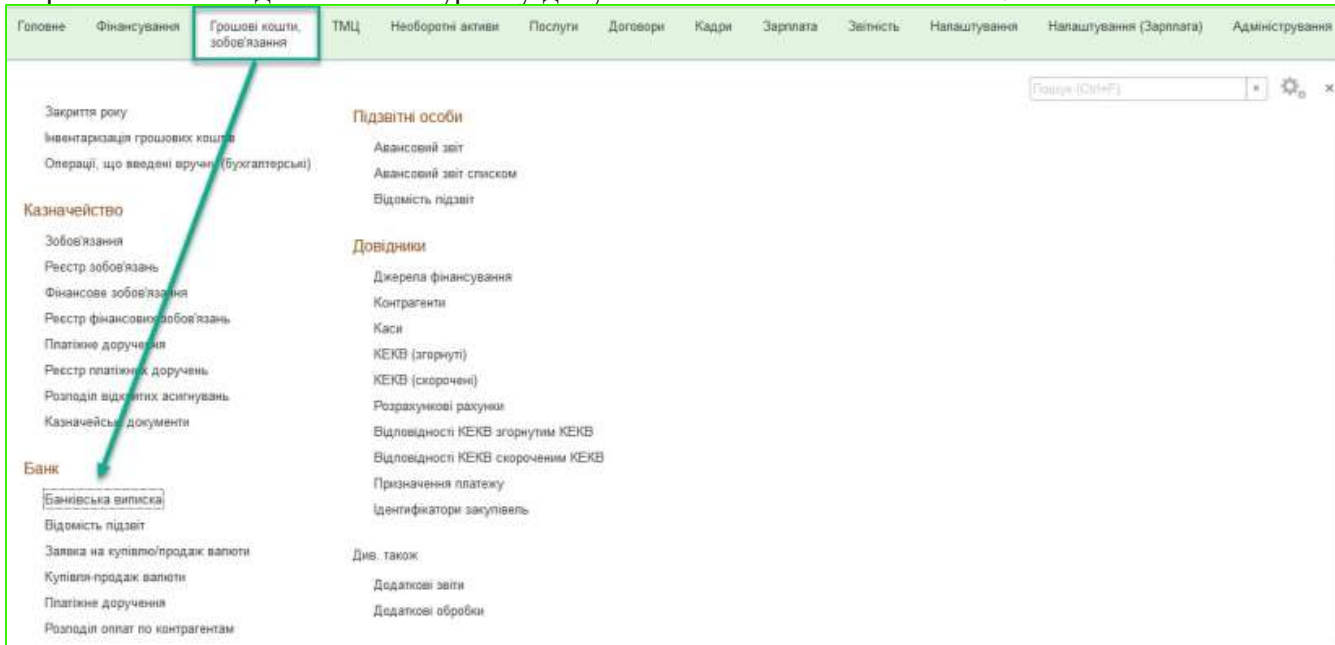 Головне Фінансування Грошові кошти, зобов'язання ТМЦ Необоротні активи Послуги Договори Кадри Зарплата Звітність Налаштування Налаштування (Зарплата) Адміністрування
Пошук (Ctrl+F)
Закриття року
Інвентаризація грошових коштів
Операції, що введені вручну (бухгалтерські)
Казначейство
Зобов'язання
Реєстр зобов'язань
Фінансове зобов'язання
Реєстр фінансових зобов'язань
Платіжне доручення
Реєстр платіжних доручень
Розподіл відкритих асигнувань
Казначейські документи
Банк
Банківська виписка
Відомість підзвіт
Заявка на купівлю/продаж валюти
Купівля-продаж валюти
Платіжне доручення
Розподіл оплат по контрагентам
Підзвітні особи
Авансовий звіт
Авансовий звіт списком
Відомість підзвіт
Довідники
Джерела фінансування
Контрагенти
Каси
КЕКВ (згорнуті)
КЕКВ (скорочені)
Розрахункові рахунки
Відповідності КЕКВ згорнутим КЕКВ
Відповідності КЕКВ скороченим КЕКВ
Призначення платежу
Ідентифікатори закупівель
Див. також
Додаткові звіти
Додаткові обробки